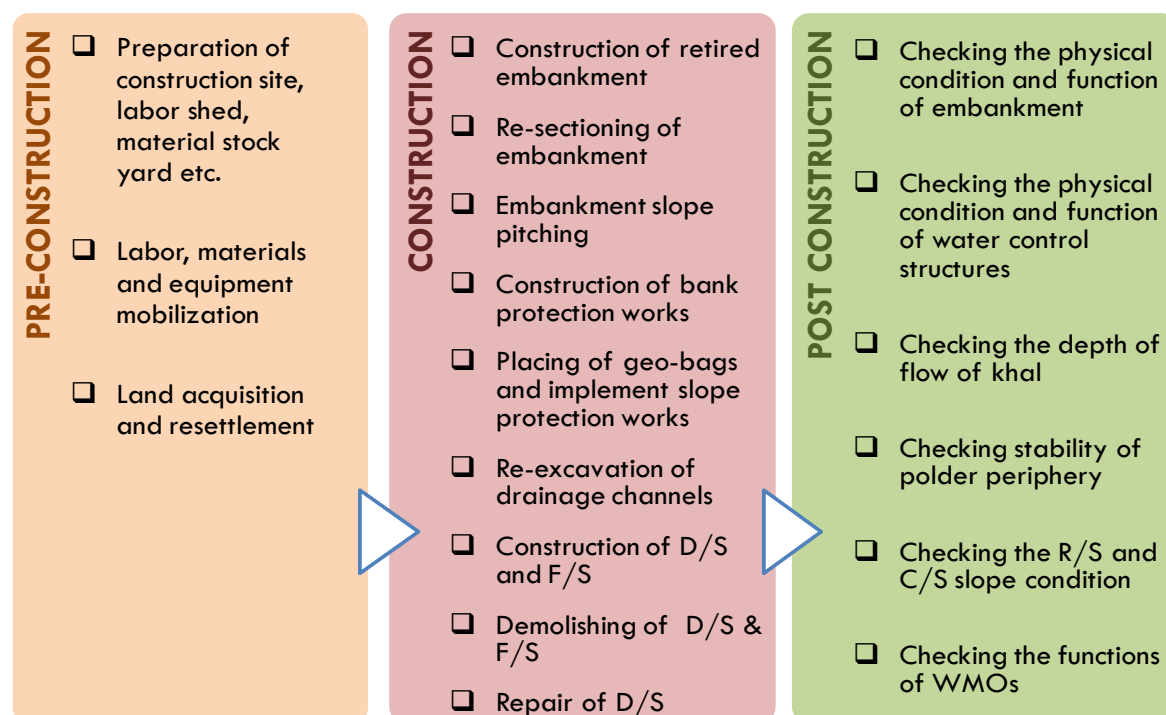 PRE-CONSTRUCTION
❑ Preparation of
construction site,
labor shed,
material stock
yard etc.
❑ Labor, materials
and equipment
mobilization
❑ Land acquisition
and resettlement
CONSTRUCTION
❑ Construction of retired
embankment
❑ Re-sectioning of
embankment
❑ Embankment slope
pitching
❑ Construction of bank
protection works
❑ Placing of geo-bags
and implement slope
protection works
❑ Re-excavation of
drainage channels
❑ Construction of D/S
and F/S
❑ Demolishing of D/S &
F/S
❑ Repair of D/S
POST CONSTRUCTION
❑ Checking the physical
condition and function
of embankment
❑ Checking the physical
condition and function
of water control
structures
❑ Checking the depth of
flow of khal
❑ Checking stability of
polder periphery
❑ Checking the R/S and
C/S slope condition
❑ Checking the functions
of WMOs